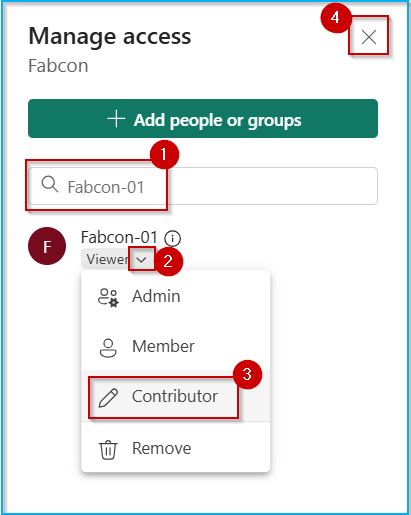 4
Manage access
Fabcon
Add people or groups
1
Fabcon-01
F
Fabcon-01
Viewer
2
Admin
Member
3
Contributor
Remove